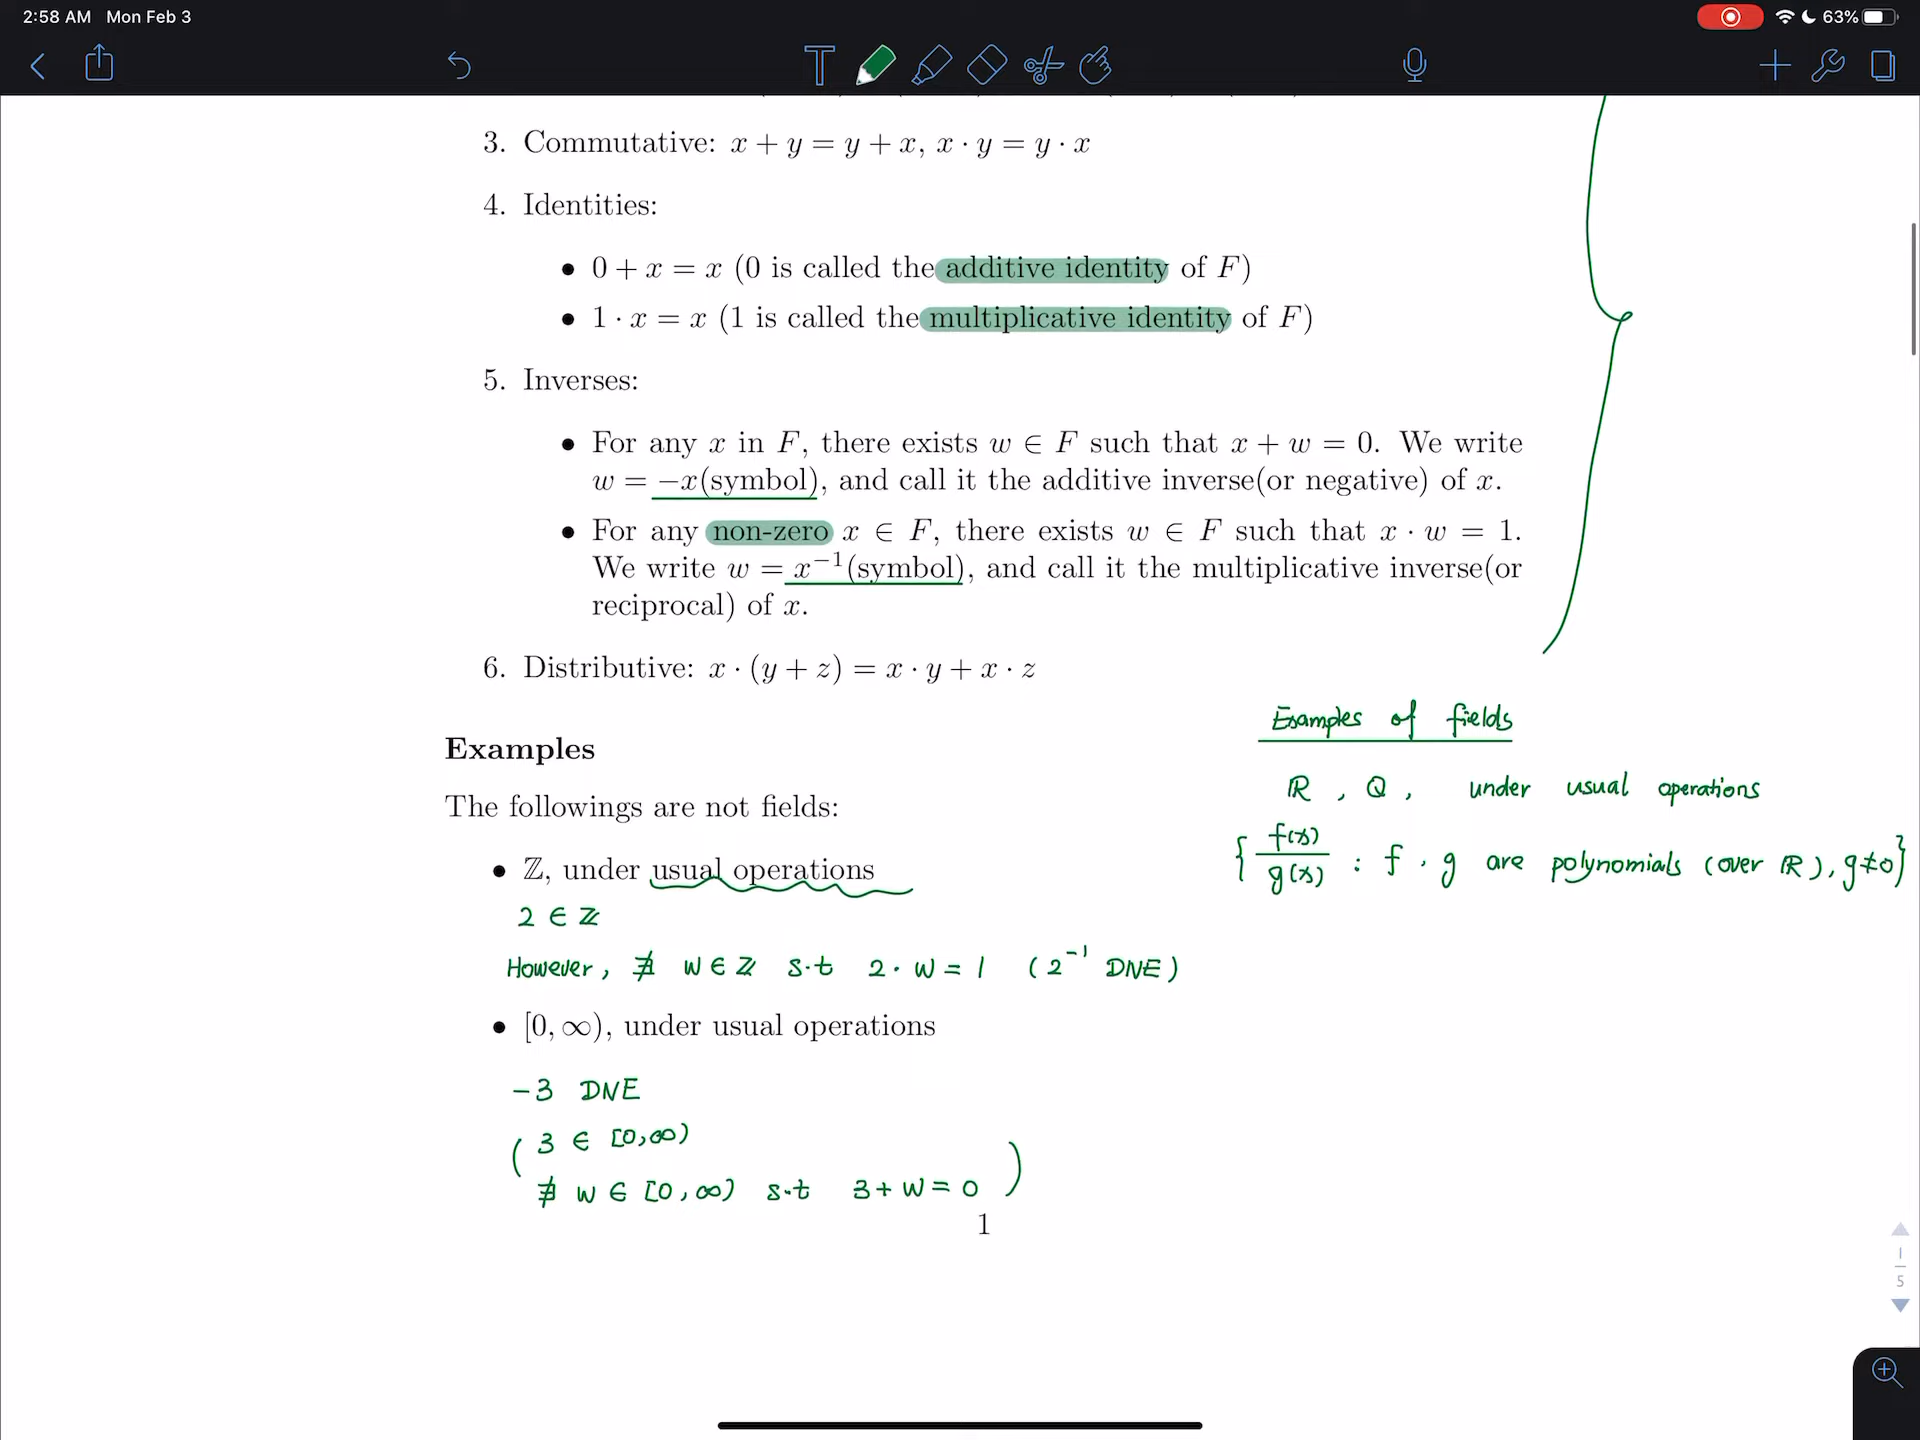 2:58 AM Mon Feb 3 63%
3. Commutative: x + y = y + x, x · y = y · x
4. Identities:
• 0 + x = x (0 is called the additive identity of F)
• 1 · x = x (1 is called the multiplicative identity of F)
5. Inverses:
• For any x in F, there exists w ∈ F such that x + w = 0. We write
w = −x(symbol), and call it the additive inverse(or negative) of x.
• For any non-zero x ∈ F, there exists w ∈ F such that x · w = 1.
We write w = x⁻¹(symbol), and call it the multiplicative inverse(or
reciprocal) of x.
6. Distributive: x · (y + z) = x · y + x · z
Examples
The followings are not fields:
• ℤ, under usual operations
2 ∈ ℤ
However, ∄ w ∈ ℤ s.t 2 · w = 1 (2⁻¹ DNE)
• [0, ∞), under usual operations
−3 DNE
( 3 ∈ [0, ∞)
∄ w ∈ [0, ∞) s.t 3 + w = 0 )
1
Examples of fields
ℝ , ℚ , under usual operations
{ f(x)/g(x) : f, g are polynomials (over ℝ), g ≠ 0 }
1
5